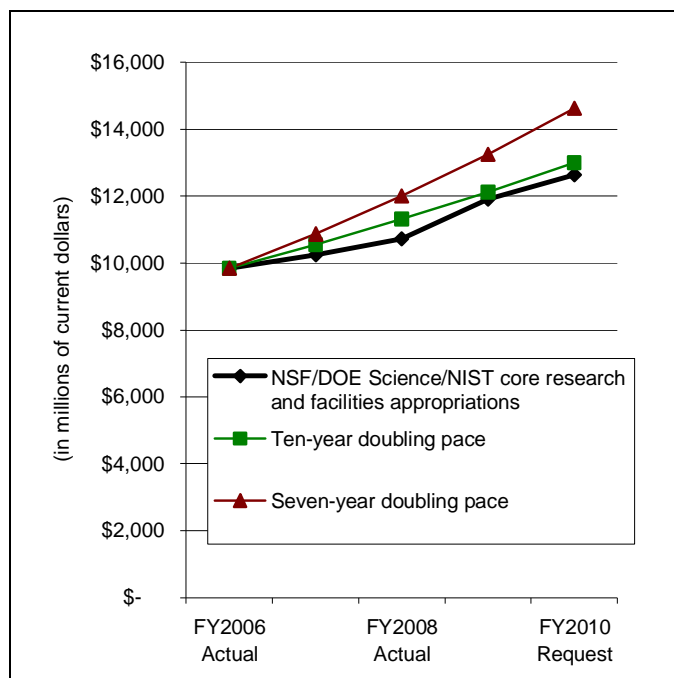 $16,000
$14,000
$12,000
$10,000
$8,000
$6,000
$4,000
$2,000
$-
(in millions of current dollars)
NSF/DOE Science/NIST core research
and facilities appropriations
Ten-year doubling pace
Seven-year doubling pace
FY2006 FY2008 FY2010
Actual Actual Request